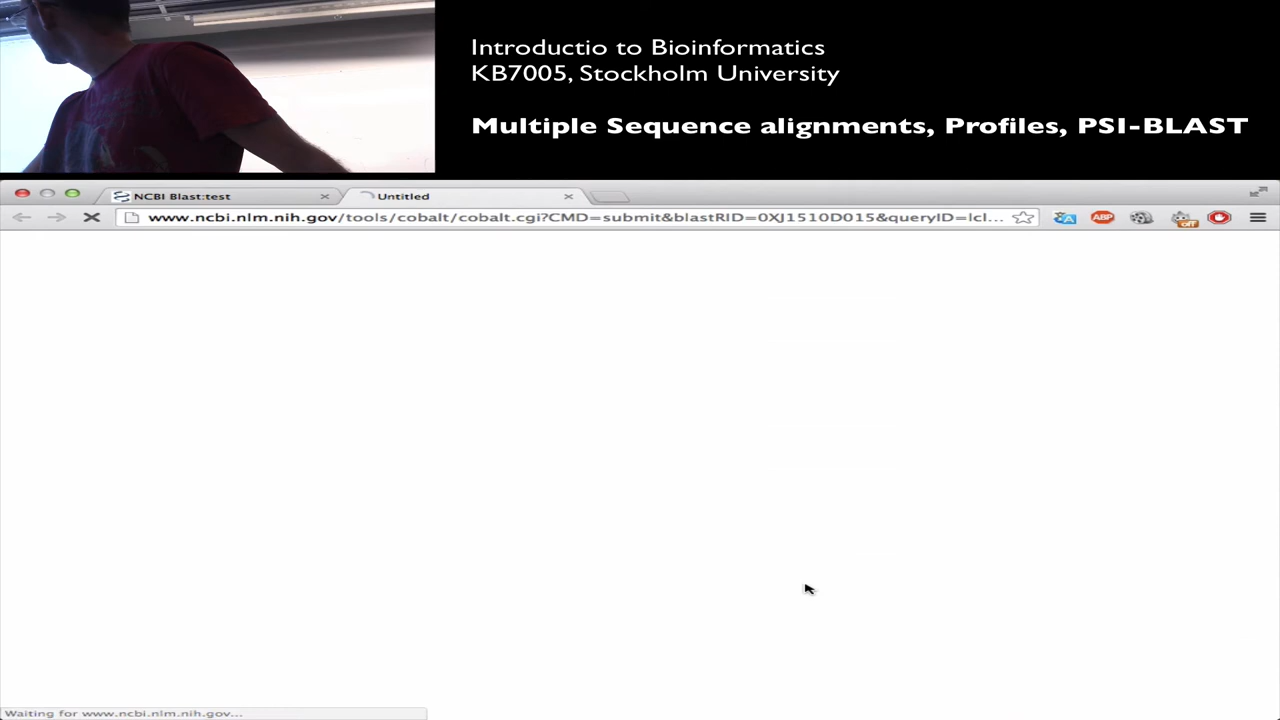 Introductio to Bioinformatics
KB7005, Stockholm University
Multiple Sequence alignments, Profiles, PSI-BLAST
NCBI Blast:test
Untitled
www.ncbi.nlm.nih.gov/tools/cobalt/cobalt.cgi?CMD=submit&blastRID=0XJ1510D015&queryID=lcl...
ABP
off
Waiting for www.ncbi.nlm.nih.gov...